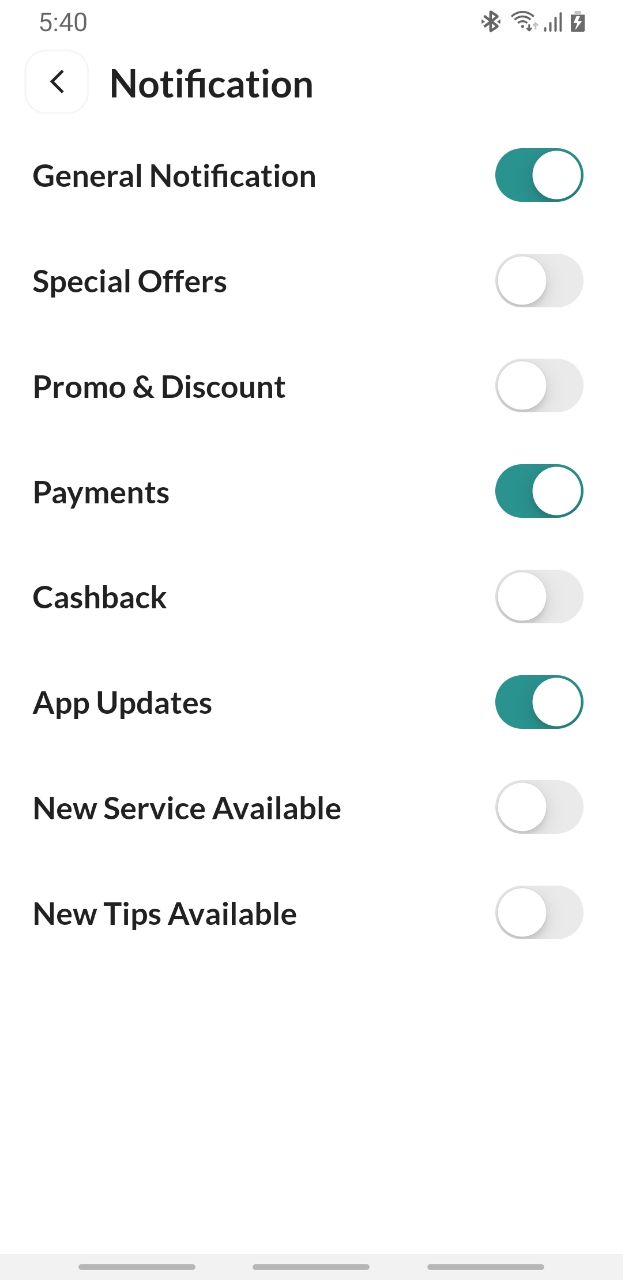 5:40
Notification
General Notification
Special Offers
Promo & Discount
Payments
Cashback
App Updates
New Service Available
New Tips Available